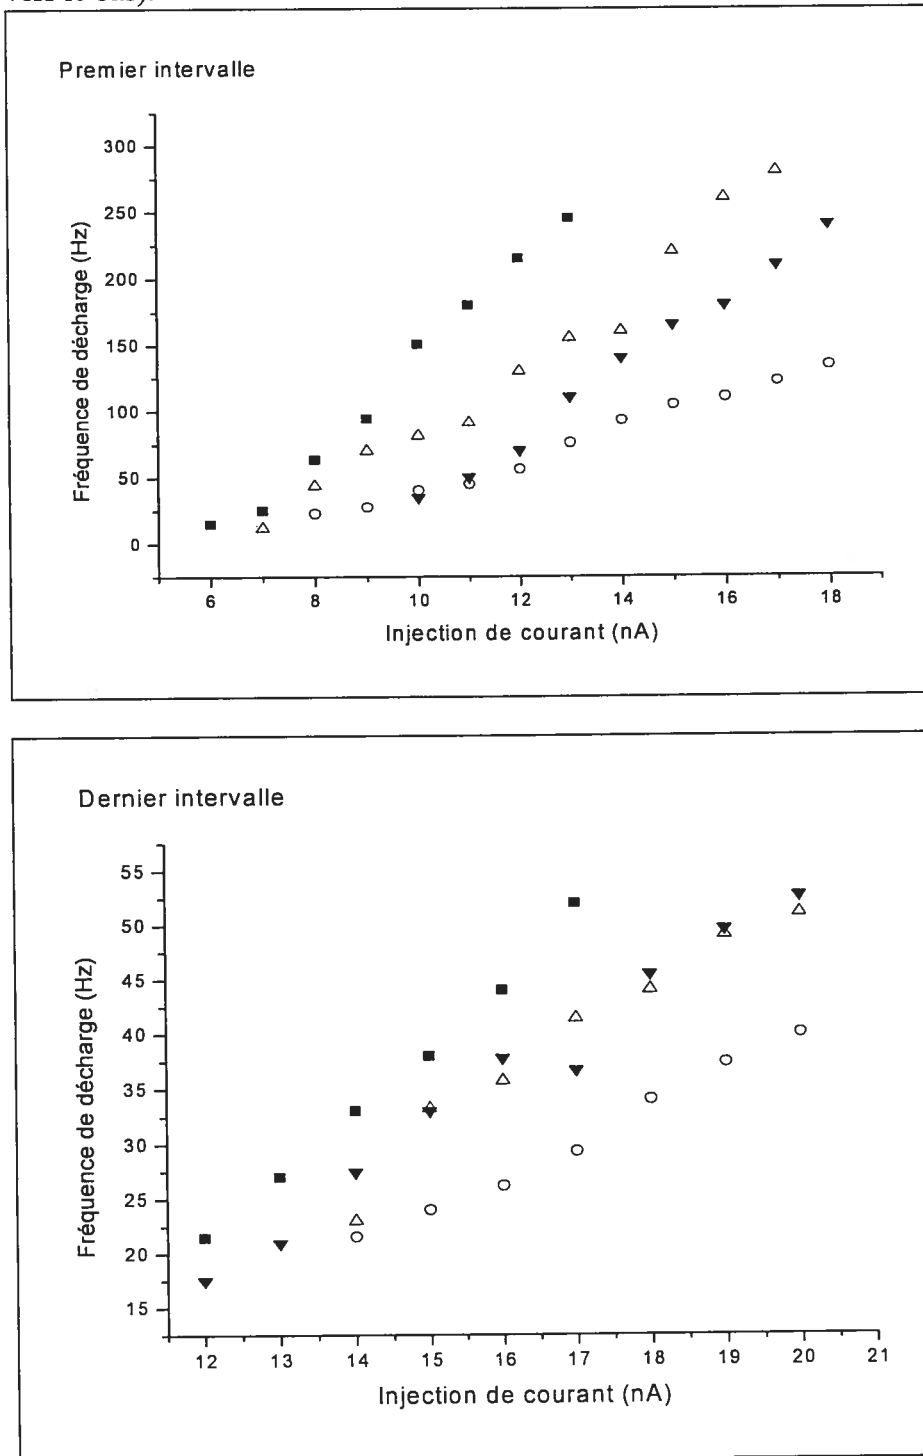 Premier intervalle
300
250
200
150
100
50
0
Fréquence de décharge (Hz)
6 8 10 12 14 16 18
Injection de courant (nA)
Dernier intervalle
55
50
45
40
35
30
25
20
15
Fréquence de décharge (Hz)
12 13 14 15 16 17 18 19 20 21
Injection de courant (nA)